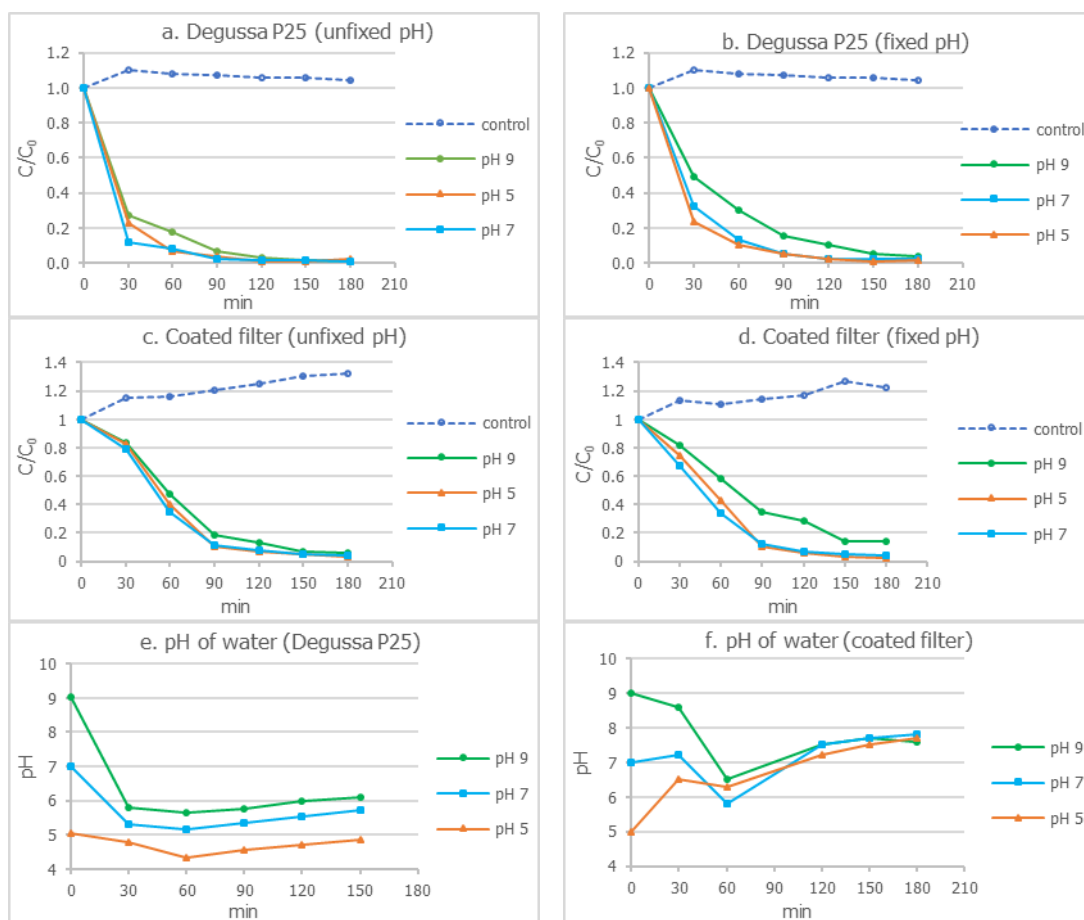 a. Degussa P25 (unfixed pH)
1.2
1.0
0.8
0.6
0.4
0.2
0.0
C/C₀
0 30 60 90 120 150 180 210
min
control
pH 9
pH 5
pH 7
b. Degussa P25 (fixed pH)
1.2
1.0
0.8
0.6
0.4
0.2
0.0
C/C₀
0 30 60 90 120 150 180 210
min
control
pH 9
pH 7
pH 5
c. Coated filter (unfixed pH)
1.4
1.2
1
0.8
0.6
0.4
0.2
0
C/C₀
0 30 60 90 120 150 180 210
min
control
pH 9
pH 5
pH 7
d. Coated filter (fixed pH)
1.4
1.2
1
0.8
0.6
0.4
0.2
0
C/C₀
0 30 60 90 120 150 180 210
min
control
pH 9
pH 5
pH 7
e. pH of water (Degussa P25)
10
9
8
7
6
5
4
pH
0 30 60 90 120 150 180
min
pH 9
pH 7
pH 5
f. pH of water (coated filter)
10
9
8
7
6
5
4
pH
0 30 60 90 120 150 180 210
min
pH 9
pH 7
pH 5